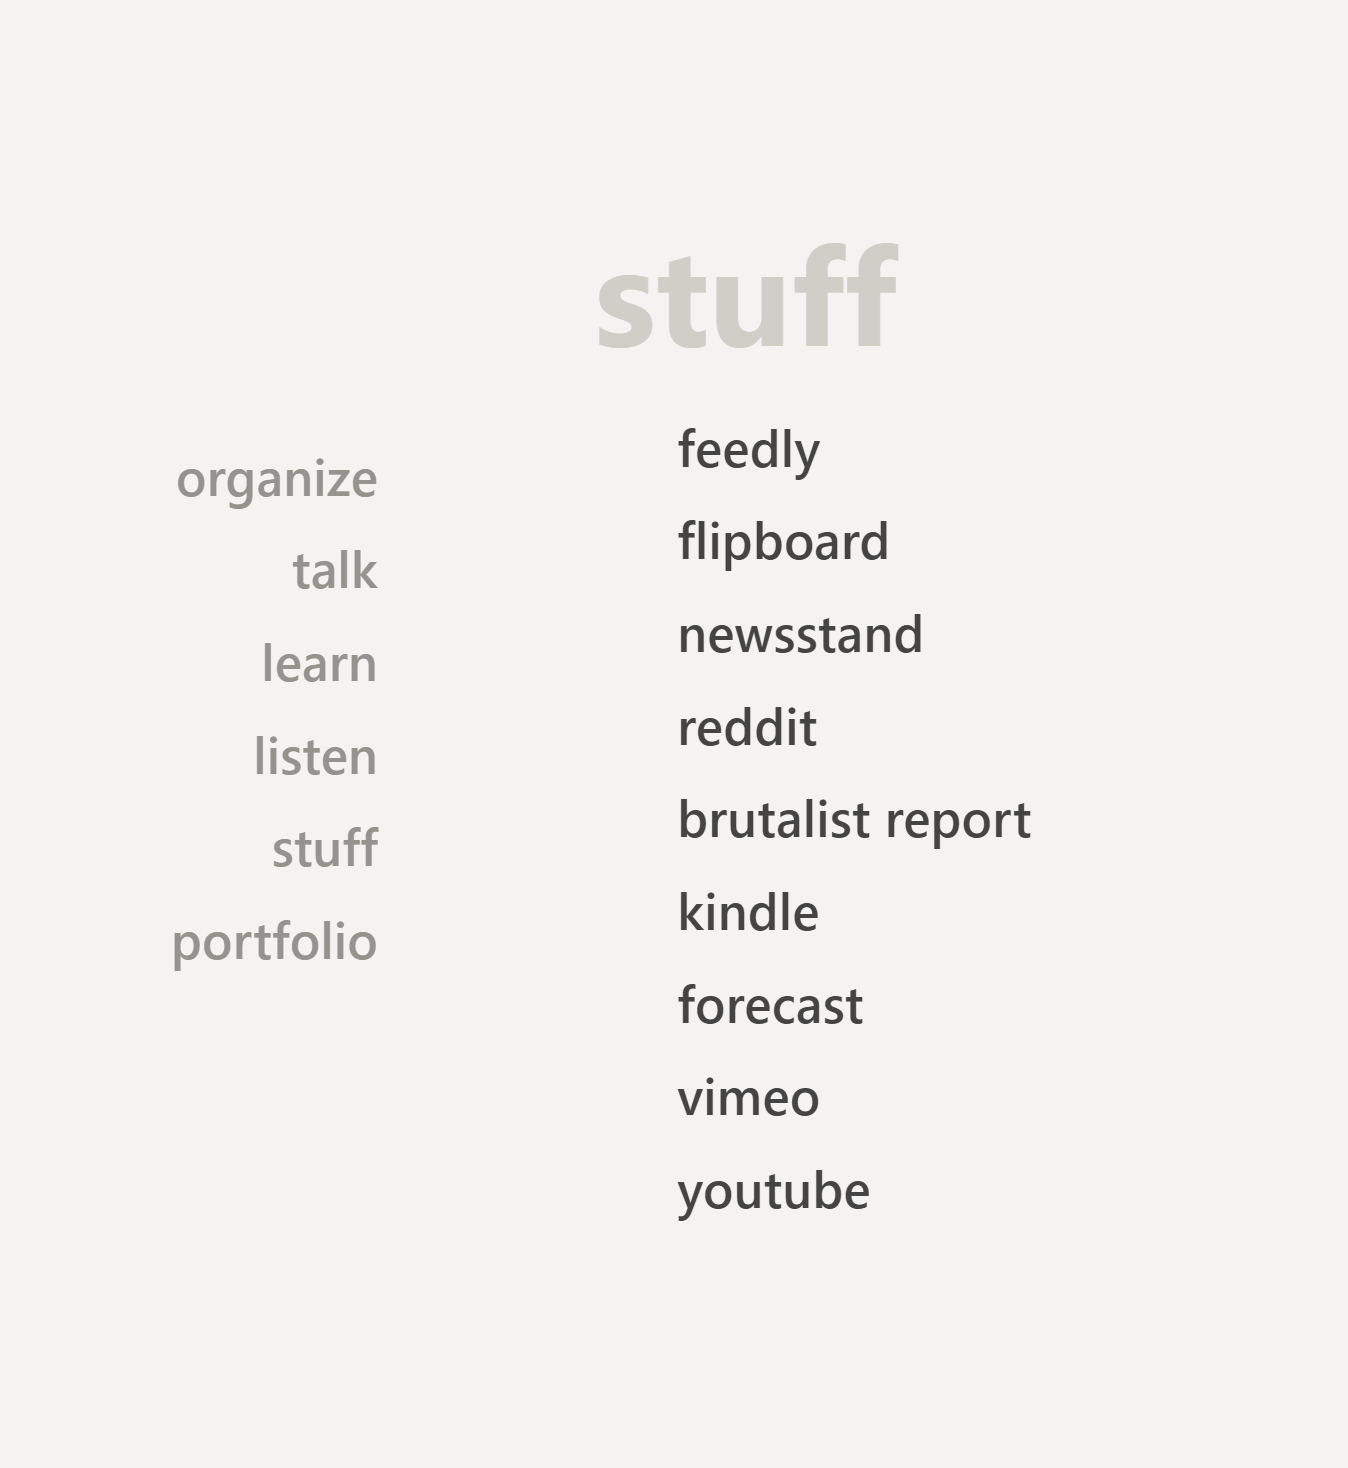 stuff
organize
talk
learn
listen
stuff
portfolio
feedly
flipboard
newsstand
reddit
brutalist report
kindle
forecast
vimeo
youtube